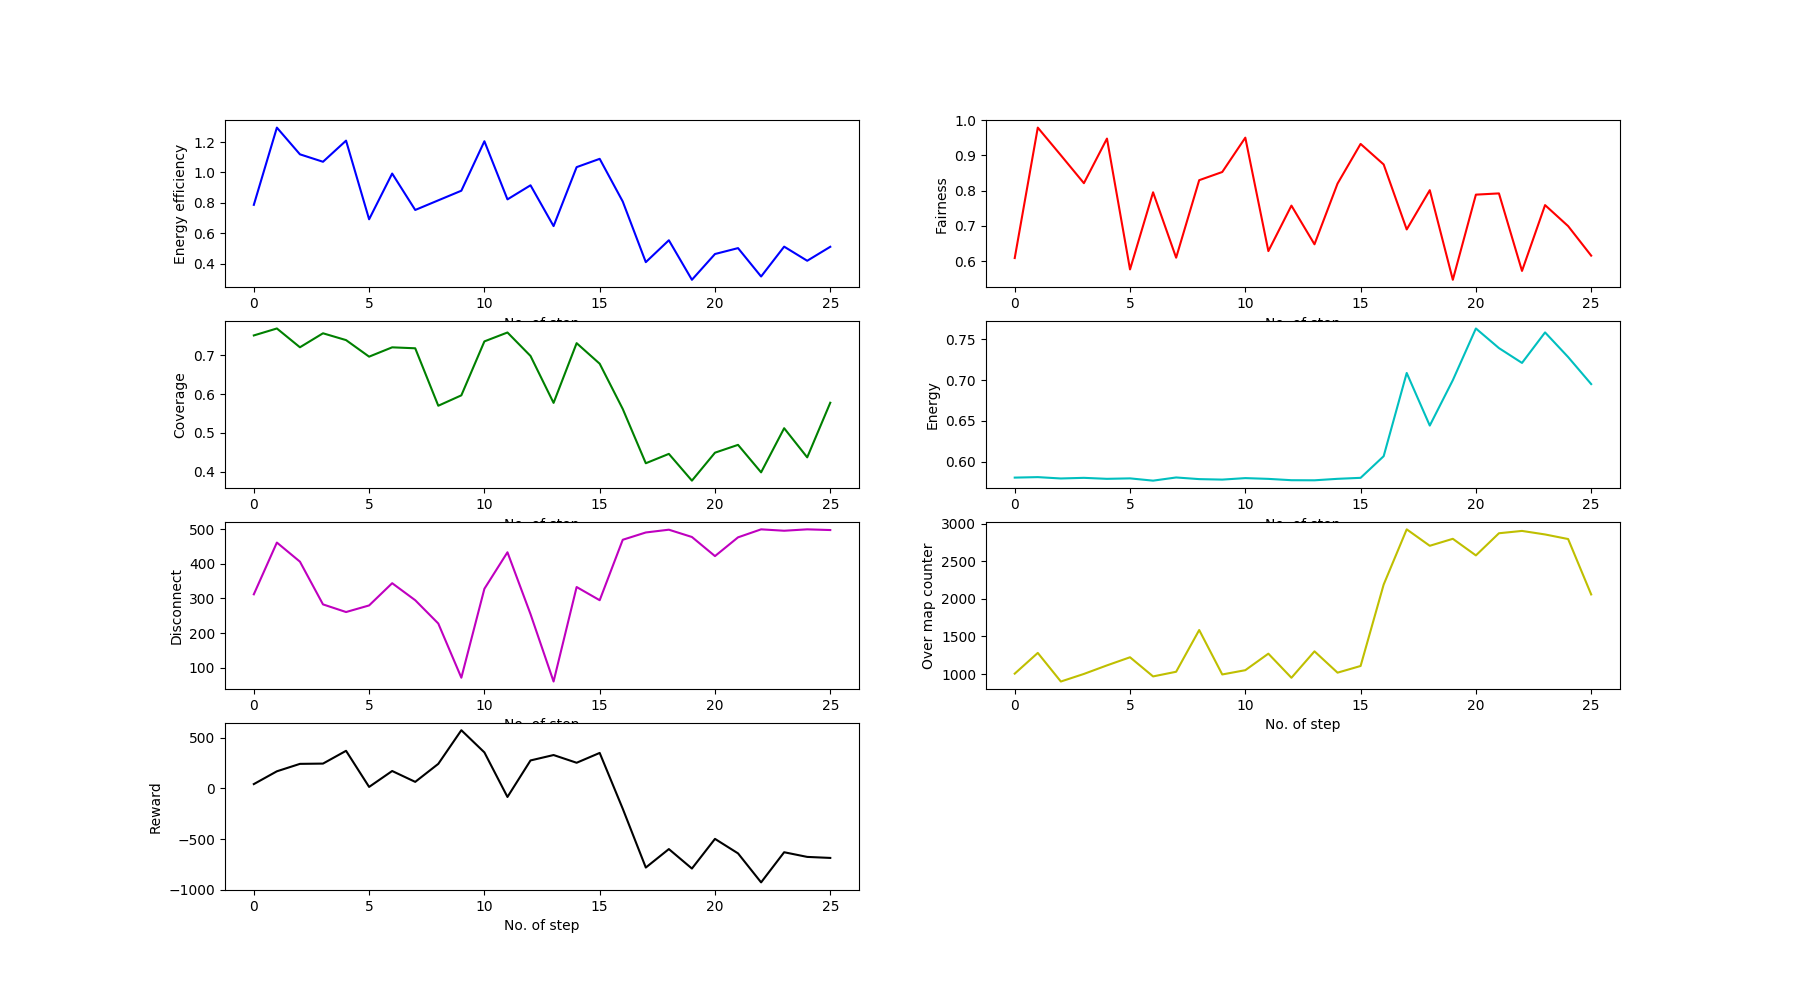 Energy efficiency
1.2
1.0
0.8
0.6
0.4
0 5 10 15 20 25
Fairness
1.0
0.9
0.8
0.7
0.6
0 5 10 15 20 25
Coverage
0.7
0.6
0.5
0.4
0 5 10 15 20 25
Energy
0.75
0.70
0.65
0.60
0 5 10 15 20 25
Disconnect
500
400
300
200
100
0 5 10 15 20 25
Over map counter
3000
2500
2000
1500
1000
0 5 10 15 20 25
No. of step
Reward
500
0
−500
−1000
0 5 10 15 20 25
No. of step